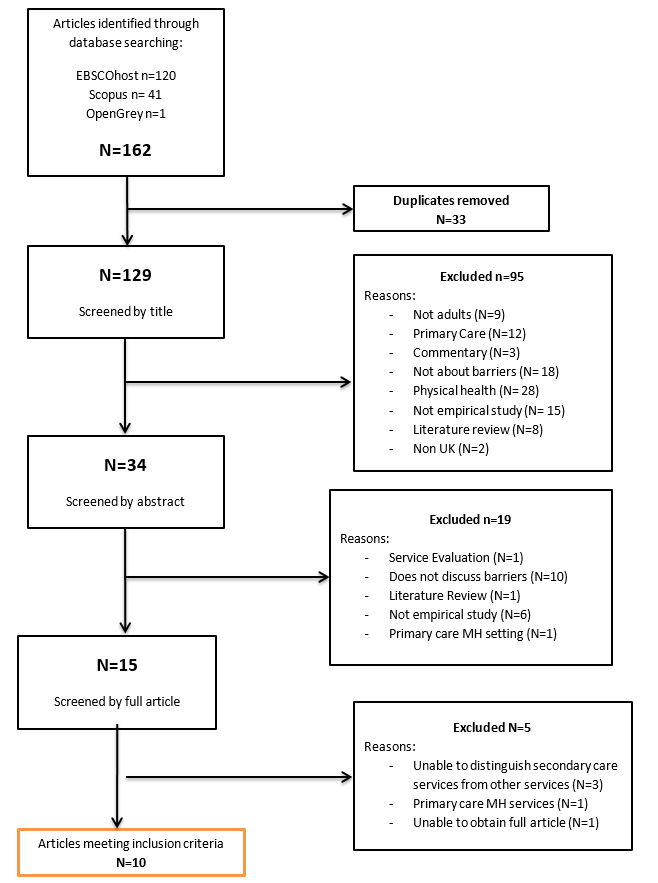 Articles identified through
database searching:
EBSCOhost n=120
Scopus n= 41
OpenGrey n=1
N=162
Duplicates removed
N=33
N=129
Screened by title
Excluded n=95
Reasons:
- Not adults (N=9)
- Primary Care (N=12)
- Commentary (N=3)
- Not about barriers (N= 18)
- Physical health (N= 28)
- Not empirical study (N= 15)
- Literature review (N=8)
- Non UK (N=2)
N=34
Screened by abstract
Excluded n=19
Reasons:
- Service Evaluation (N=1)
- Does not discuss barriers (N=10)
- Literature Review (N=1)
- Not empirical study (N=6)
- Primary care MH setting (N=1)
N=15
Screened by full article
Excluded N=5
Reasons:
- Unable to distinguish secondary care
services from other services (N=3)
- Primary care MH services (N=1)
- Unable to obtain full article (N=1)
Articles meeting inclusion criteria
N=10